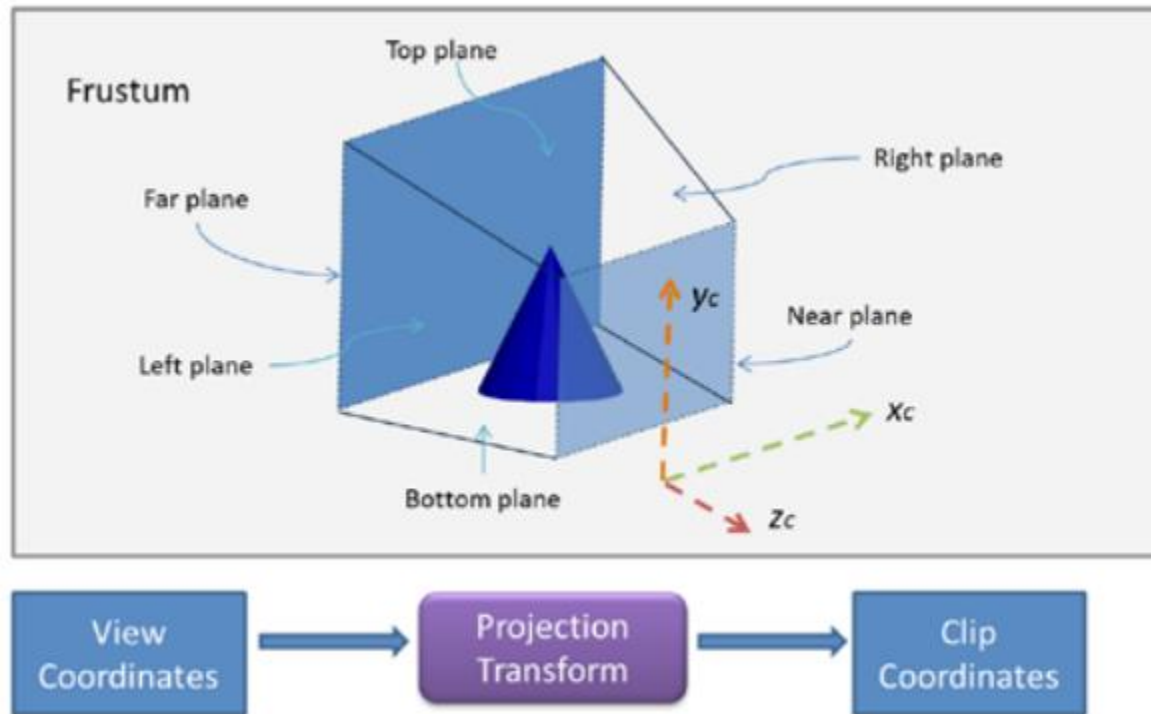 Frustum
Top plane
Right plane
Far plane
yc
Near plane
Left plane
xc
Bottom plane
zc
View
Coordinates
Projection
Transform
Clip
Coordinates